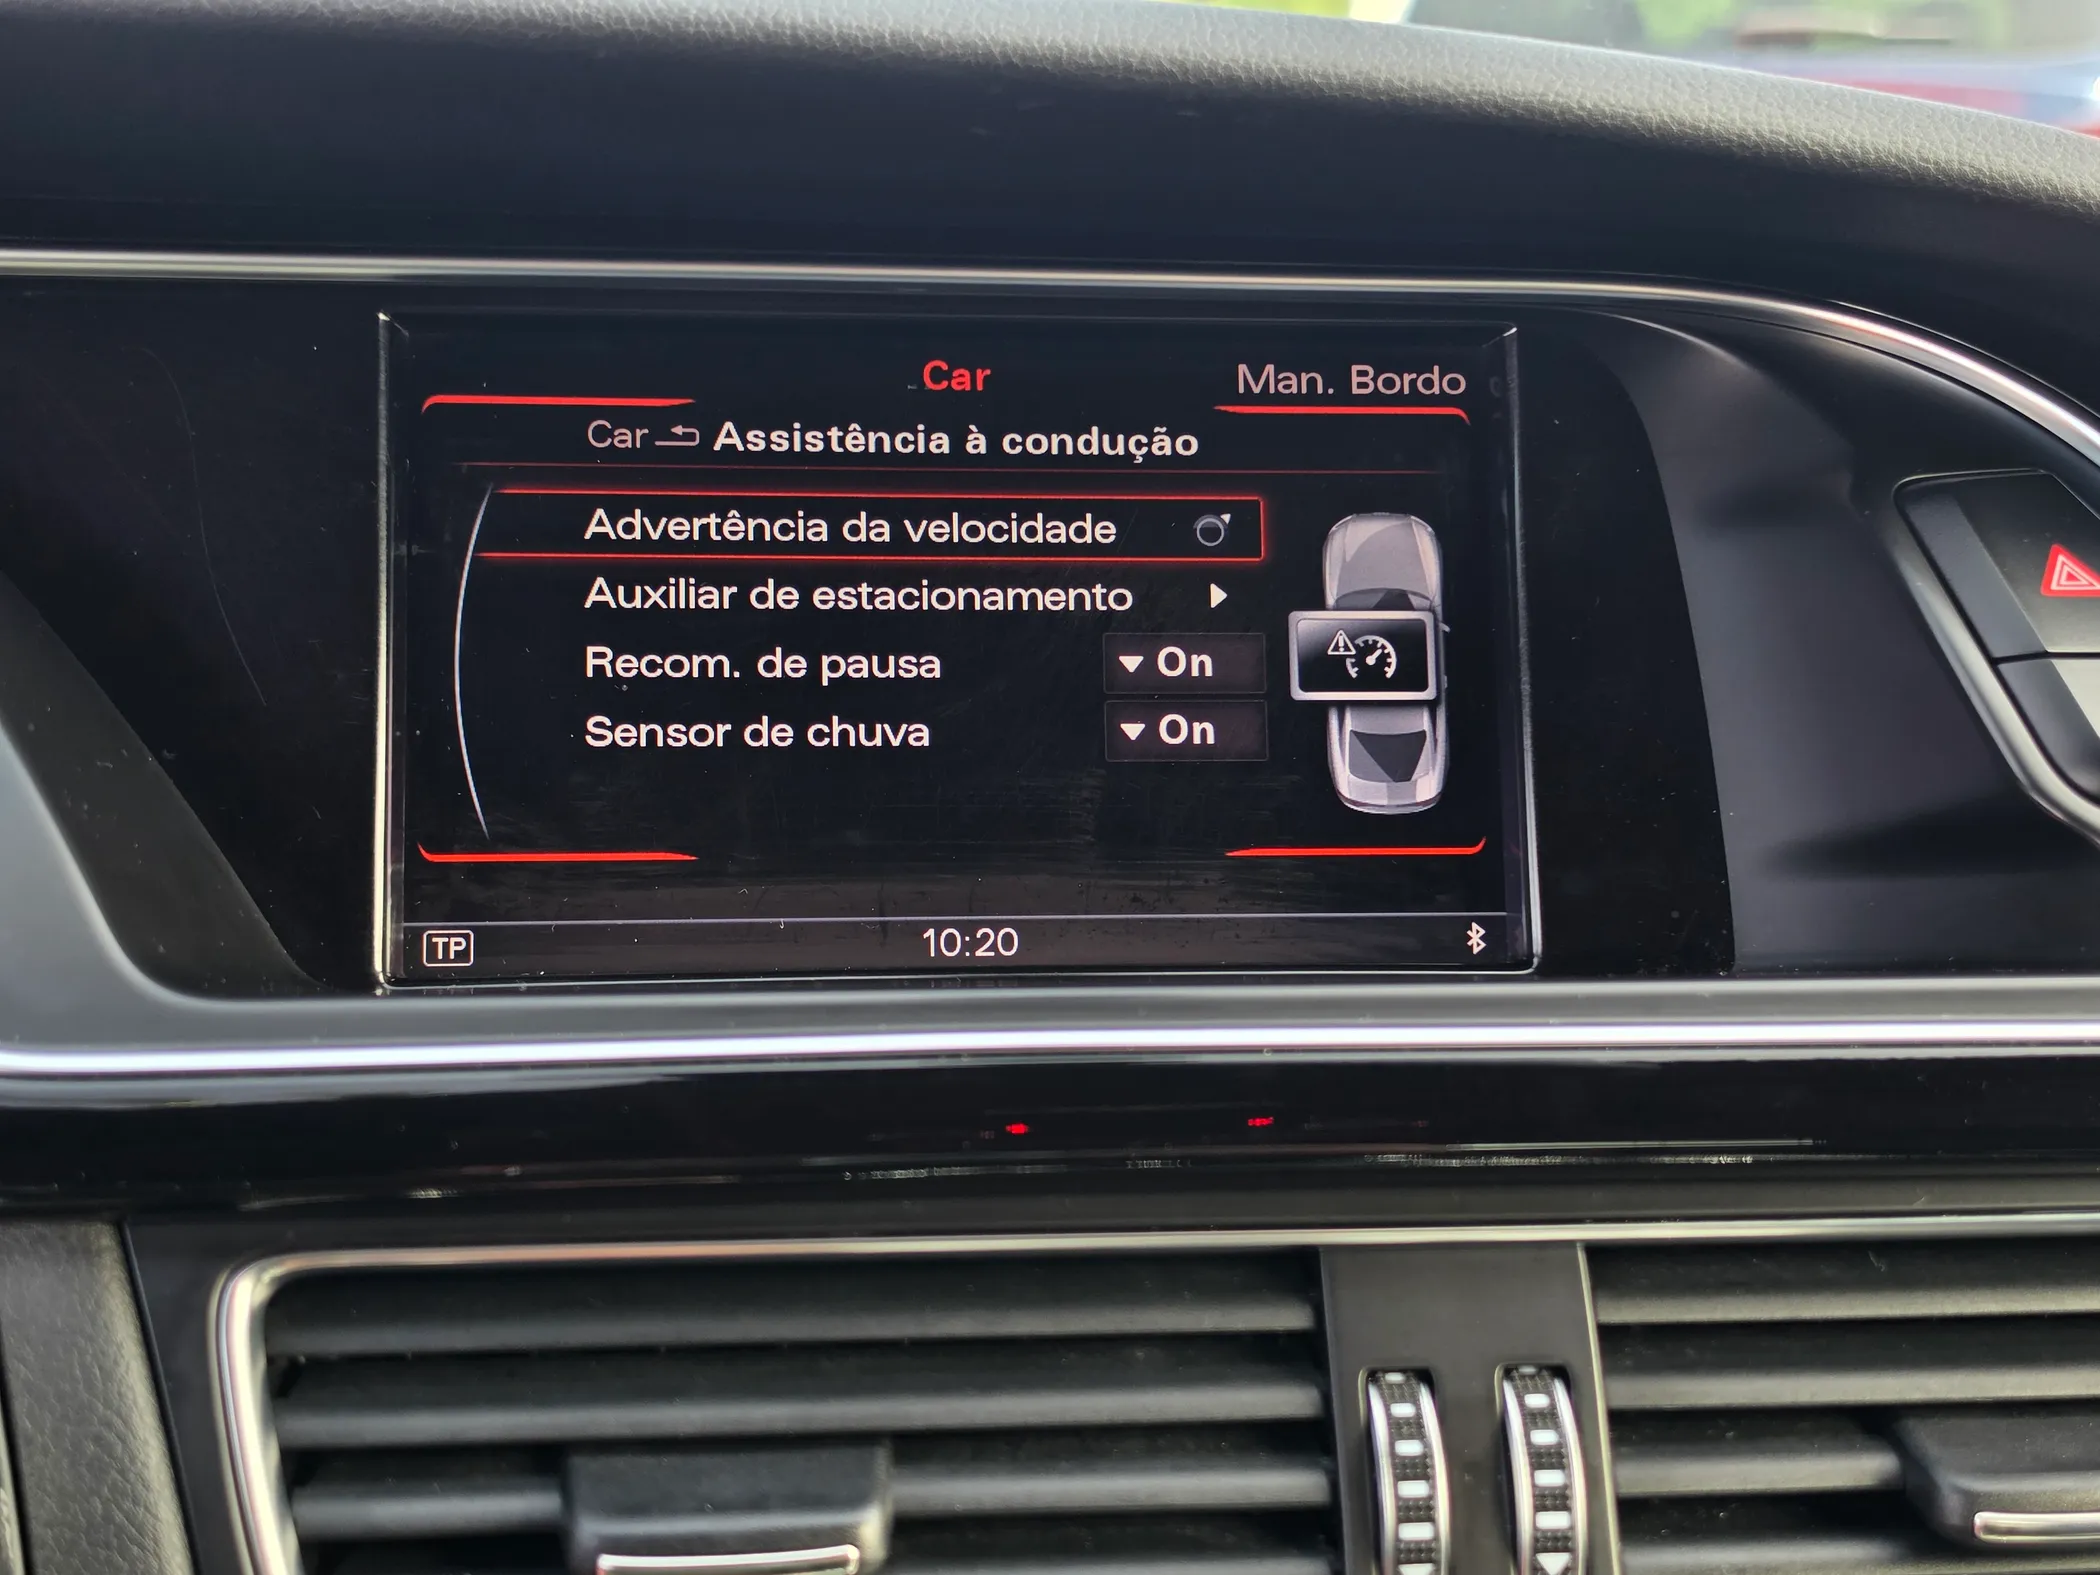 Car
Man. Bordo
Car Assistência à condução
Advertência da velocidade
Auxiliar de estacionamento
Recom. de pausa On
Sensor de chuva On
TP
10:20